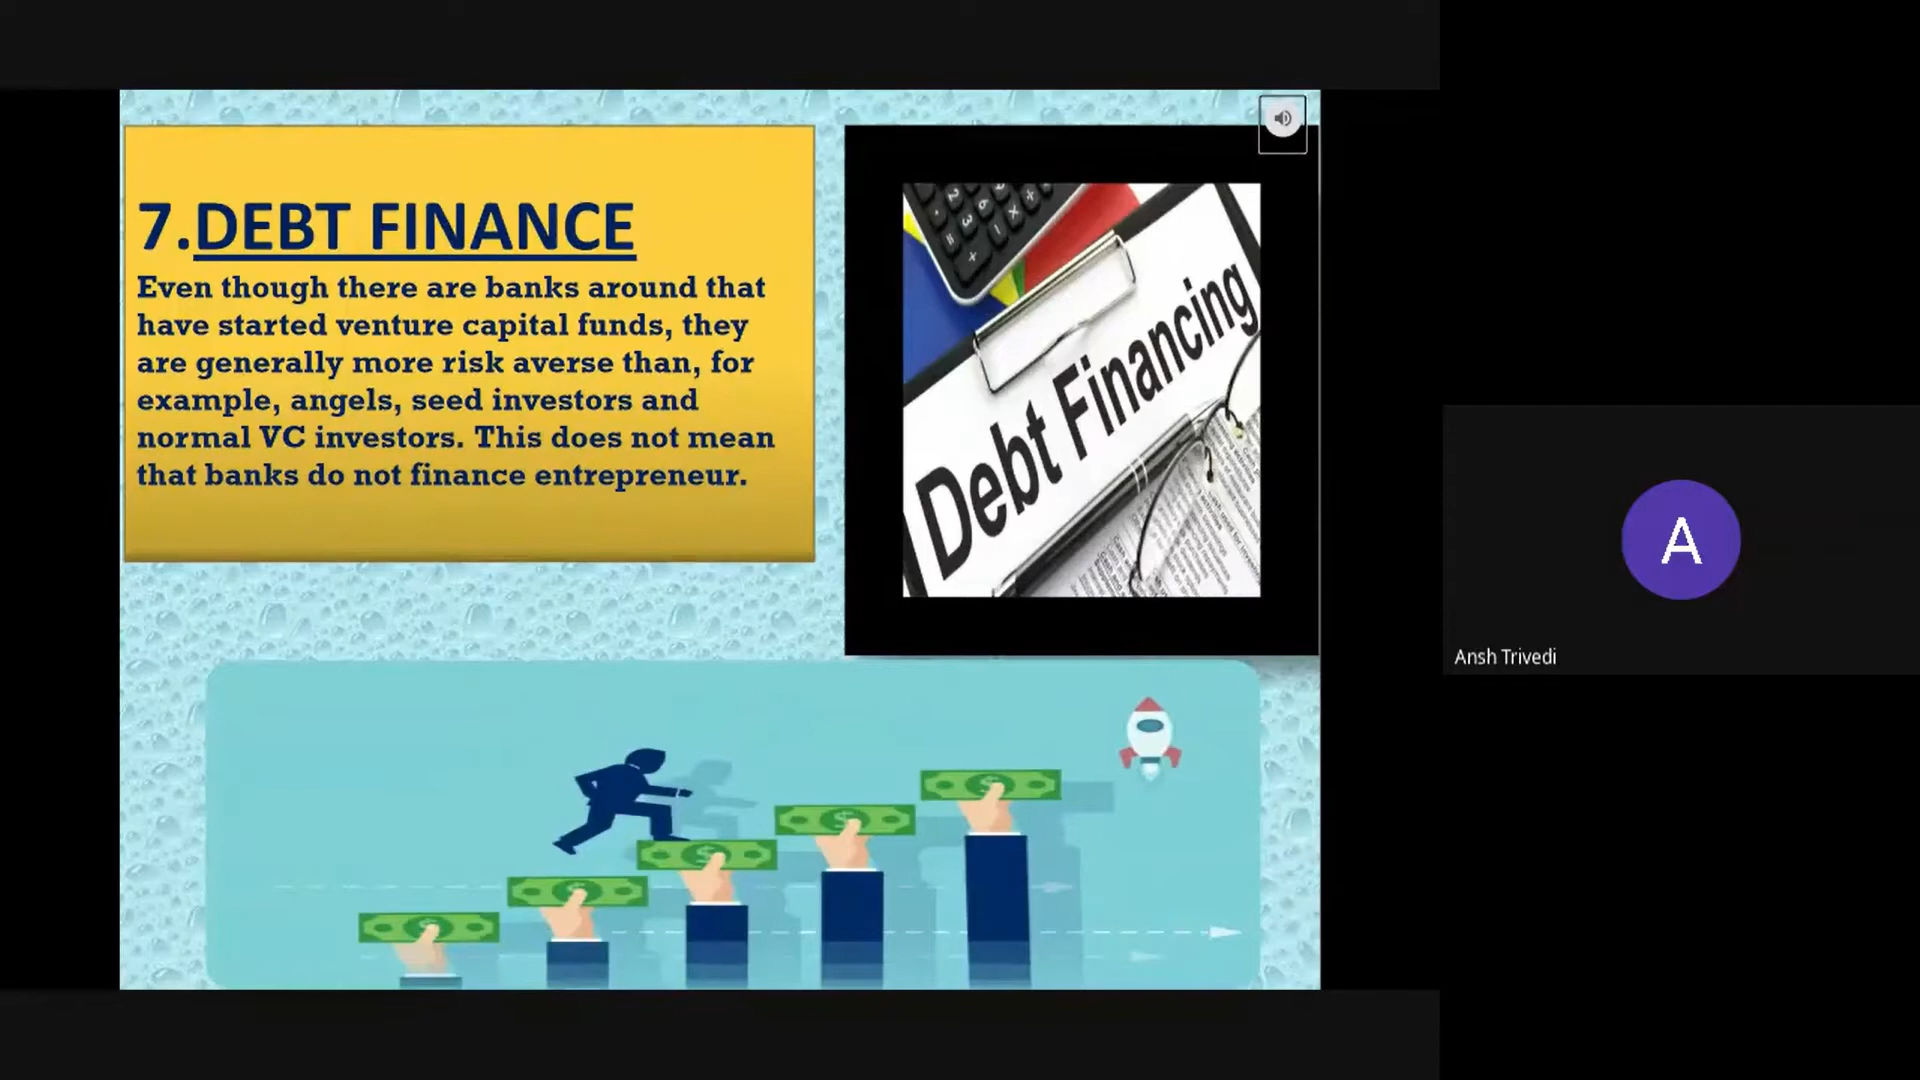 7.DEBT FINANCE
Even though there are banks around that
have started venture capital funds, they
are generally more risk averse than, for
example, angels, seed investors and
normal VC investors. This does not mean
that banks do not finance entrepreneur.
Debt Financing
A
Ansh Trivedi